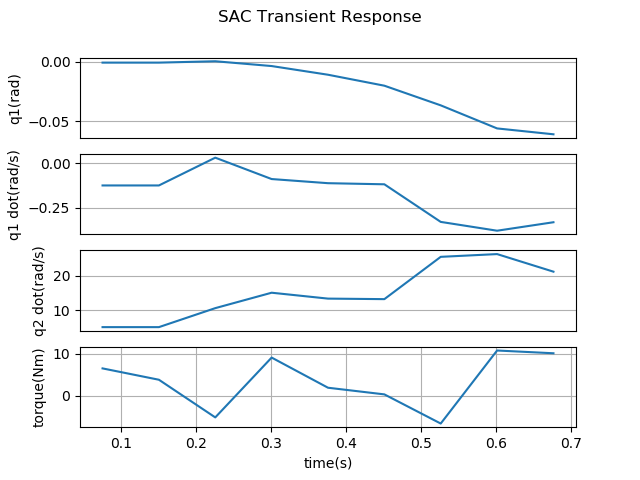 SAC Transient Response
q1(rad)
0.00
−0.05
q1 dot(rad/s)
0.00
−0.25
q2 dot(rad/s)
20
10
torque(Nm)
10
0
0.1 0.2 0.3 0.4 0.5 0.6 0.7
time(s)